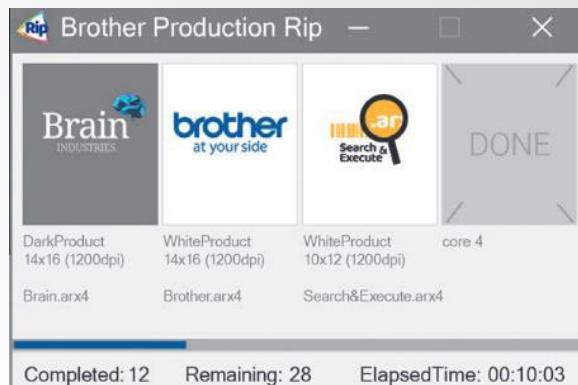 Rip Brother Production Rip
Brain
INDUSTRIES
brother
at your side
.ar
Search &
Execute
DONE
DarkProduct
14x16 (1200dpi)
Brain.arx4
WhiteProduct
14x16 (1200dpi)
Brother.arx4
WhiteProduct
10x12 (1200dpi)
Search&Execute.arx4
core 4
Completed: 12 Remaining: 28 ElapsedTime: 00:10:03